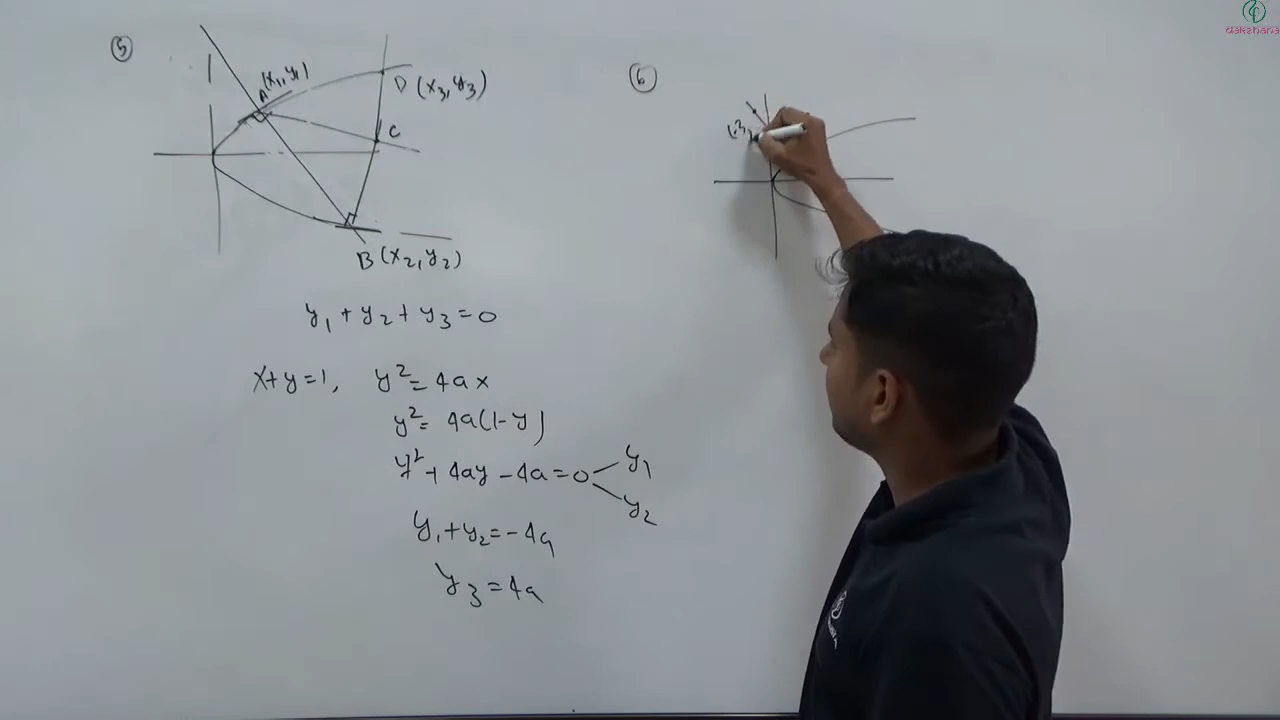 5
A(x₁,y₁)
D (x₃, y₃)
C
B (x₂, y₂)
y₁ + y₂ + y₃ = 0
x+y=1, y² = 4ax
y² = 4a(1-y)
y² + 4ay - 4a = 0
y₁
y₂
y₁ + y₂ = -4a
y₃ = 4a
6
dakshana